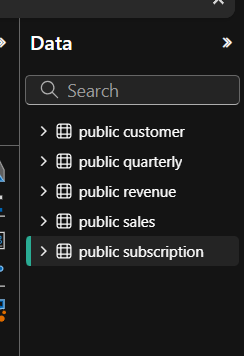 Data
Search
public customer
public quarterly
public revenue
public sales
public subscription